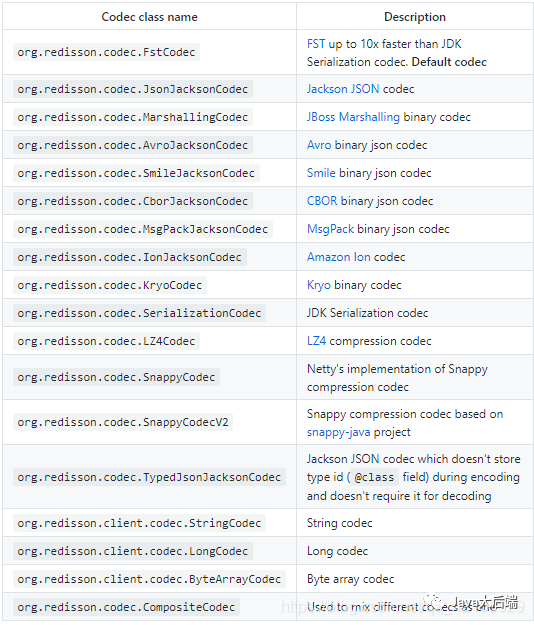 Codec class name Description
org.redisson.codec.FstCodec FST up to 10x faster than JDK
Serialization codec. Default codec
org.redisson.codec.JsonJacksonCodec Jackson JSON codec
org.redisson.codec.MarshallingCodec JBoss Marshalling binary codec
org.redisson.codec.AvroJacksonCodec Avro binary json codec
org.redisson.codec.SmileJacksonCodec Smile binary json codec
org.redisson.codec.CborJacksonCodec CBOR binary json codec
org.redisson.codec.MsgPackJacksonCodec MsgPack binary json codec
org.redisson.codec.IonJacksonCodec Amazon Ion codec
org.redisson.codec.KryoCodec Kryo binary codec
org.redisson.codec.SerializationCodec JDK Serialization codec
org.redisson.codec.LZ4Codec LZ4 compression codec
org.redisson.codec.SnappyCodec Netty's implementation of Snappy
compression codec
org.redisson.codec.SnappyCodecV2 Snappy compression codec based on
snappy-java project
org.redisson.codec.TypedJsonJacksonCodec Jackson JSON codec which doesn't store
type id ( @class field) during encoding
and doesn't require it for decoding
org.redisson.client.codec.StringCodec String codec
org.redisson.client.codec.LongCodec Long codec
org.redisson.client.codec.ByteArrayCodec Byte array codec
org.redisson.codec.CompositeCodec Used to mix different codecs as one
Java大后端